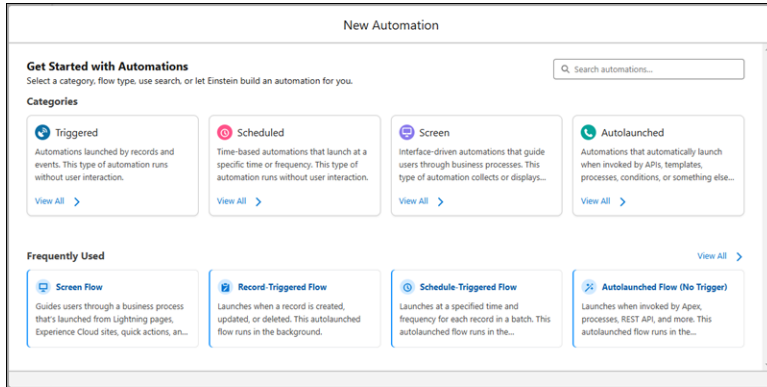 New Automation
Get Started with Automations
Select a category, flow type, use search, or let Einstein build an automation for you.
Search automations...
Categories
Triggered
Automations launched by records and
events. This type of automation runs
without user interaction.
View All
Scheduled
Time-based automations that launch at a
specific time or frequency. This type of
automation runs without user interaction.
View All
Screen
Interface-driven automations that guide
users through business processes. This
type of automation collects or displays...
View All
Autolaunched
Automations that automatically launch
when invoked by APIs, templates,
processes, conditions, or something else...
View All
Frequently Used
View All
Screen Flow
Guides users through a business process
that's launched from Lightning pages,
Experience Cloud sites, quick actions, an...
Record-Triggered Flow
Launches when a record is created,
updated, or deleted. This autolaunched
flow runs in the background.
Schedule-Triggered Flow
Launches at a specified time and
frequency for each record in a batch. This
autolaunched flow runs in the...
Autolaunched Flow (No Trigger)
Launches when invoked by Apex,
processes, REST API, and more. This
autolaunched flow runs in the...